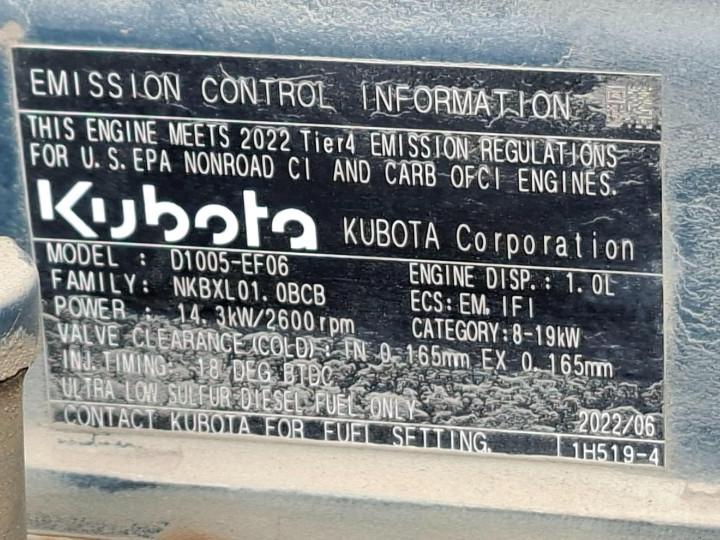 EMISSION CONTROL INFORMATION
THIS ENGINE MEETS 2022 Tier4 EMISSION REGULATIONS
FOR U.S.EPA NONROAD CI AND CARB OFCI ENGINES.
Kubota KUBOTA Corporation
MODEL : D1005-EF06
ENGINE DISP.: 1.0L
FAMILY: NKBXL01.0BCB
ECS: EM, IFI
POWER : 14.3kW/2600rpm
CATEGORY:8-19kW
VALVE CLEARANCE(COLD): IN 0.165mm EX 0.165mm
INJ.TIMING: 18 DEG BTDC
ULTRA LOW SULFUR DIESEL FUEL ONLY
2022/06
CONTACT KUBOTA FOR FUEL SETTING.
1H519-4